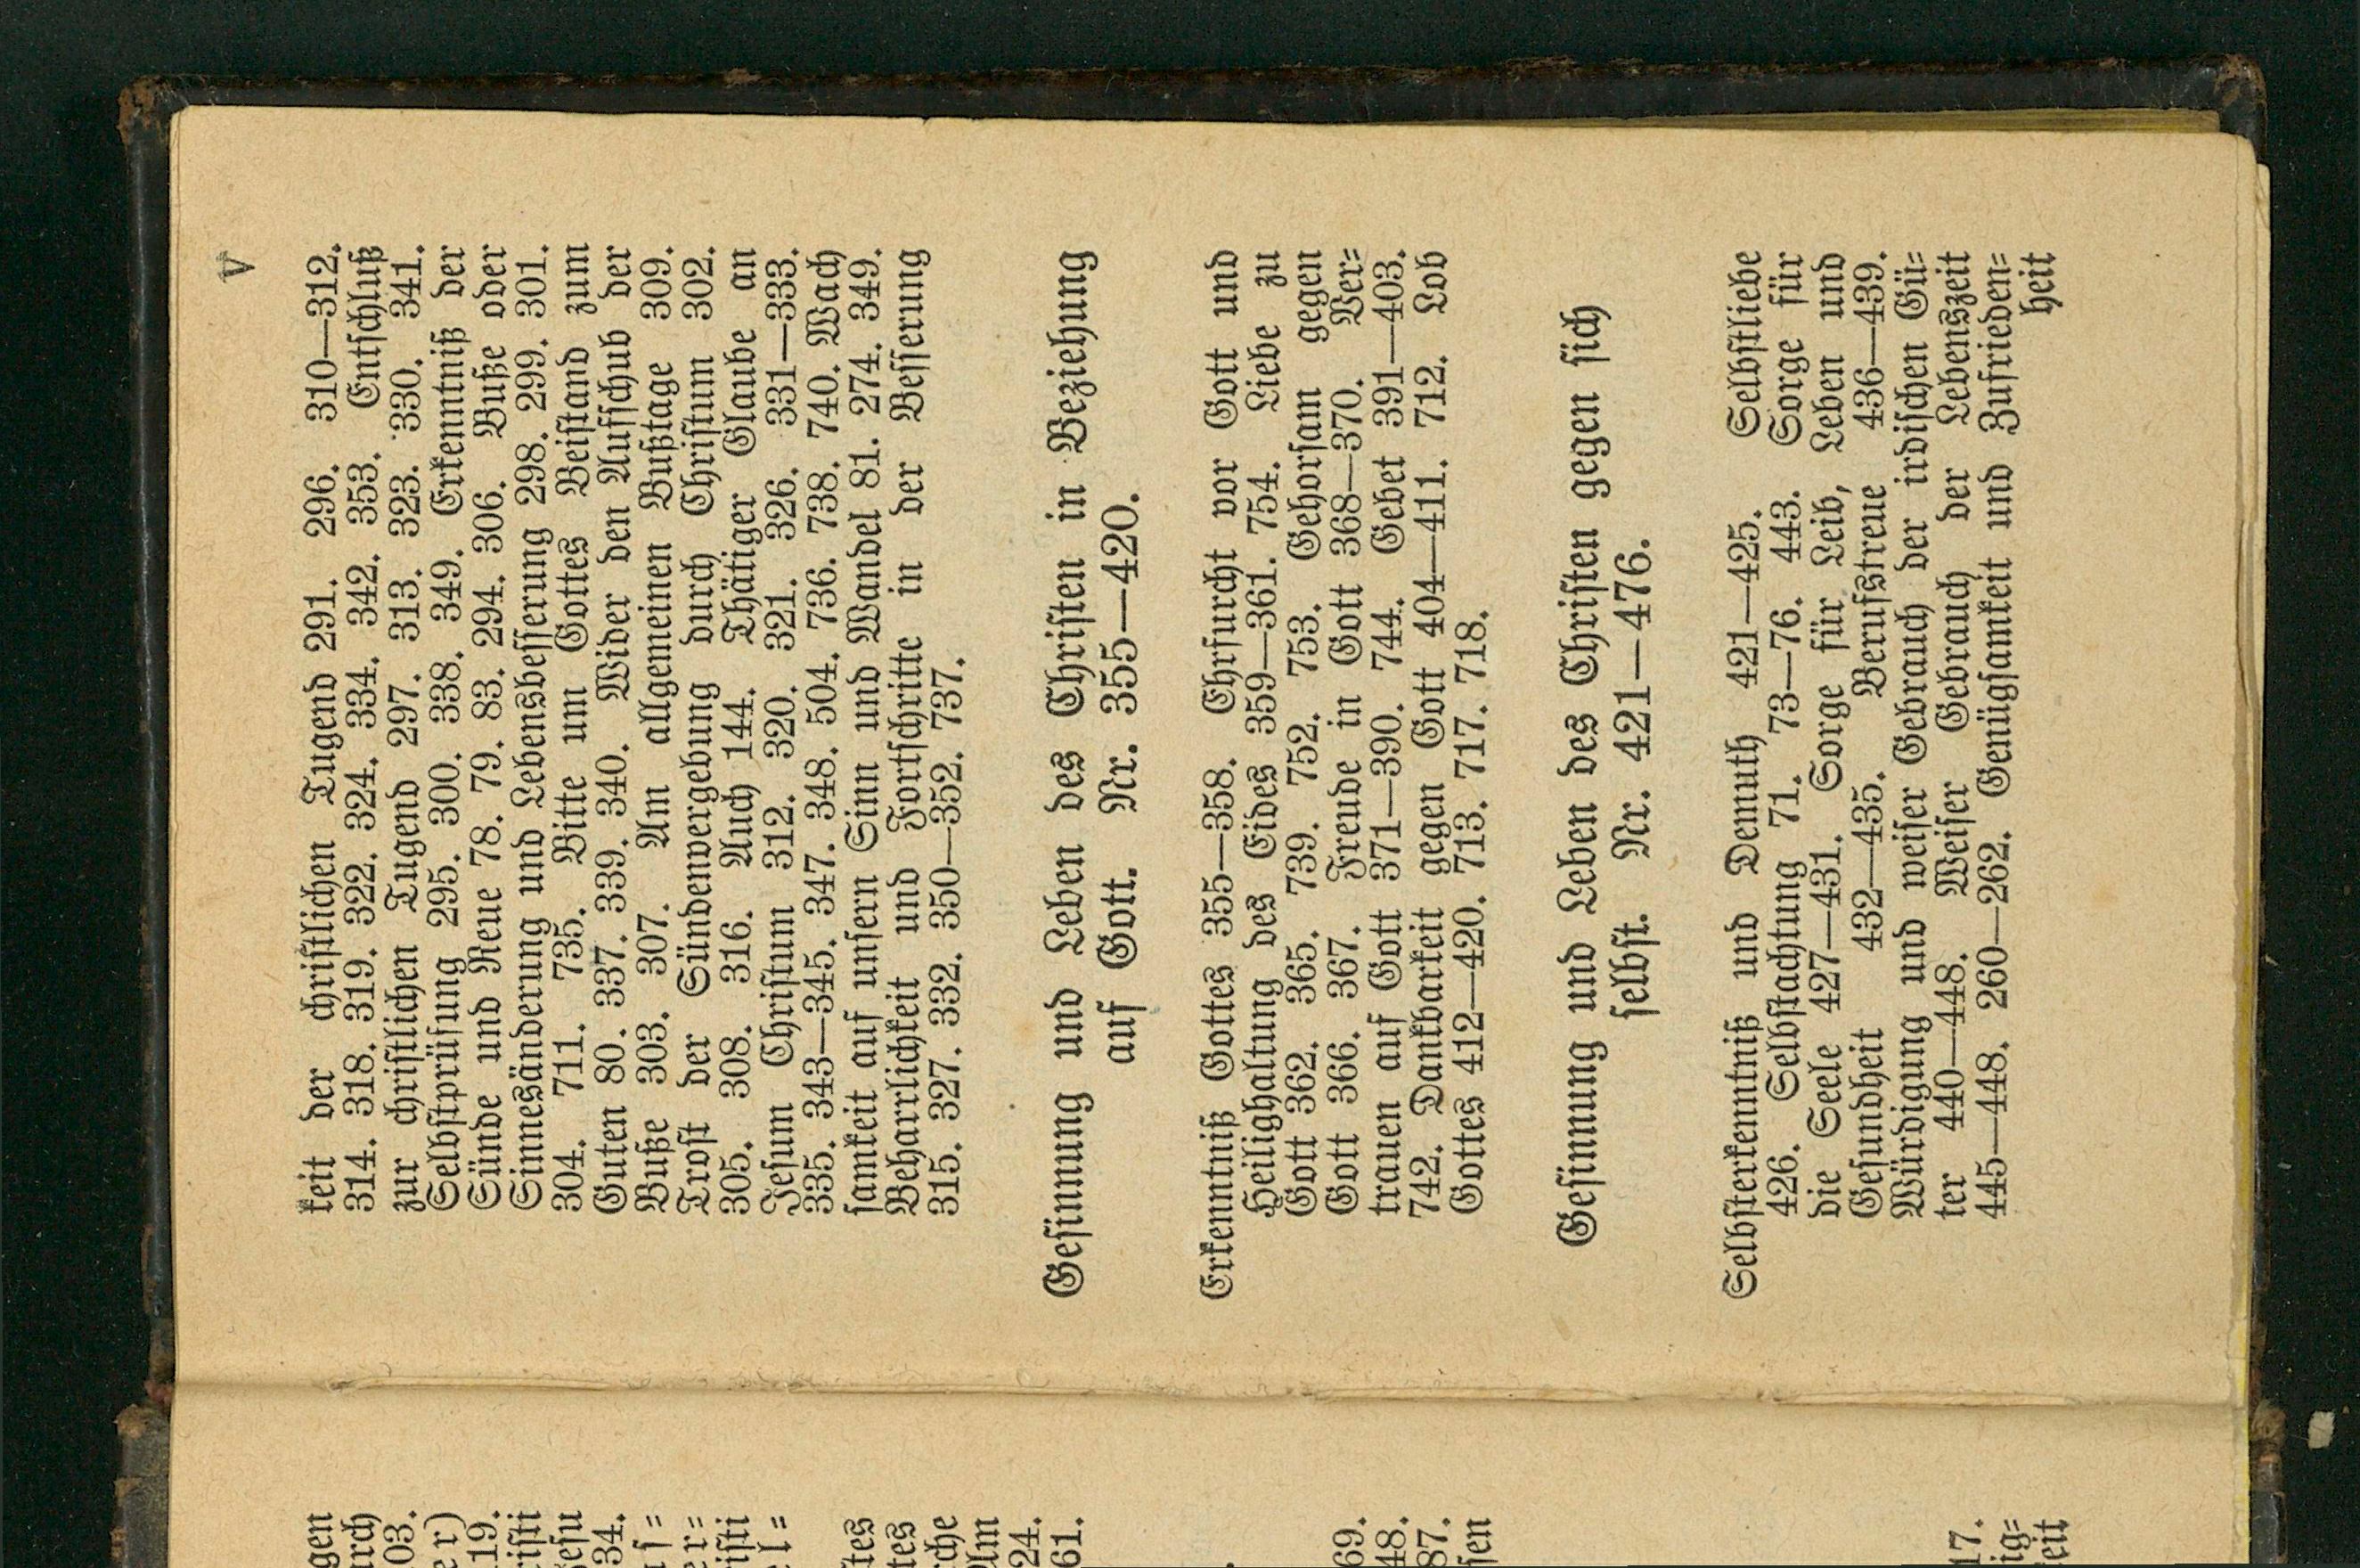 V
keit der christlichen Tugend 291. 296. 310—312.
314. 318. 319. 322. 324. 334. 342. 353. Entschluß
zur christlichen Tugend 297. 313. 323. 330. 341.
Selbstprüfung 295. 300. 338. 349. Erkenntniß der
Sünde und Reue 78. 79. 83. 294. 306. Buße oder
Sinnesänderung und Lebensbesserung 298. 299. 301.
304. 711. 735. Bitte um Gottes Beistand zum
Guten 80. 337. 339. 340. Wider den Aufschub der
Buße 303. 307. Am allgemeinen Bußtage 309.
Trost der Sündenvergebung durch Christum 302.
305. 308. 316. Auch 144. Thätiger Glaube an
Jesum Christum 312. 320. 321. 326. 331—333.
335. 343—345. 347. 348. 504. 736. 738. 740. Wach
samkeit auf unsern Sinn und Wandel 81. 274. 349.
Beharrlichkeit und Fortschritte in der Besserung
315. 327. 332. 350—352. 737.
Gesinnung und Leben des Christen in Beziehung
auf Gott. Nr. 355—420.
Erkenntniß Gottes 355—358. Ehrfurcht vor Gott und
Heilighaltung des Eides 359—361. 754. Liebe zu
Gott 362. 365. 739. 752. 753. Gehorsam gegen
Gott 366. 367. Freude in Gott 368—370. Ver=
trauen auf Gott 371—390. 744. Gebet 391—403.
742. Dankbarkeit gegen Gott 404—411. 712. Lob
Gottes 412—420. 713. 717. 718.
Gesinnung und Leben des Christen gegen sich
selbst. Nr. 421—476.
Selbsterkenntniß und Demuth 421—425. Selbstliebe
426. Selbstachtung 71. 73—76. 443. Sorge für
die Seele 427—431. Sorge für Leib, Leben und
Gesundheit 432—435. Berufstreue 436—439.
Würdigung und weiser Gebrauch der irdischen Gü=
ter 440—448. Weiser Gebrauch der Lebenszeit
445—448. 260—262. Genügsamkeit und Zufrieden=
heit